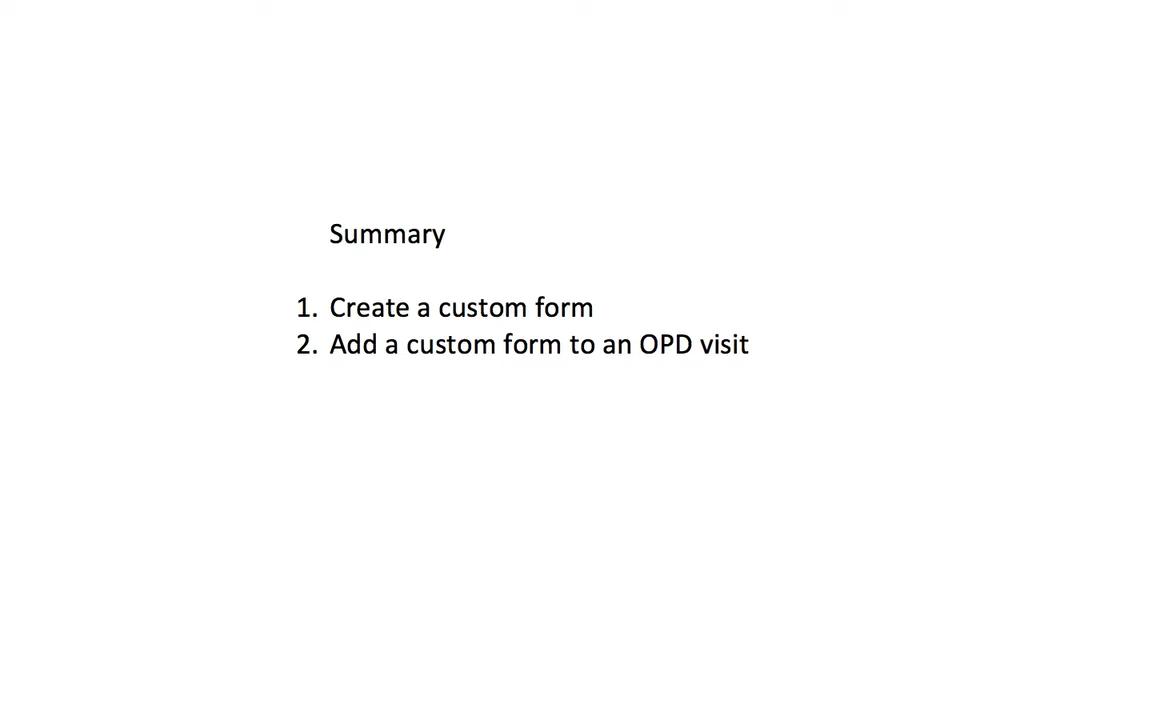 Summary
1. Create a custom form
2. Add a custom form to an OPD visit